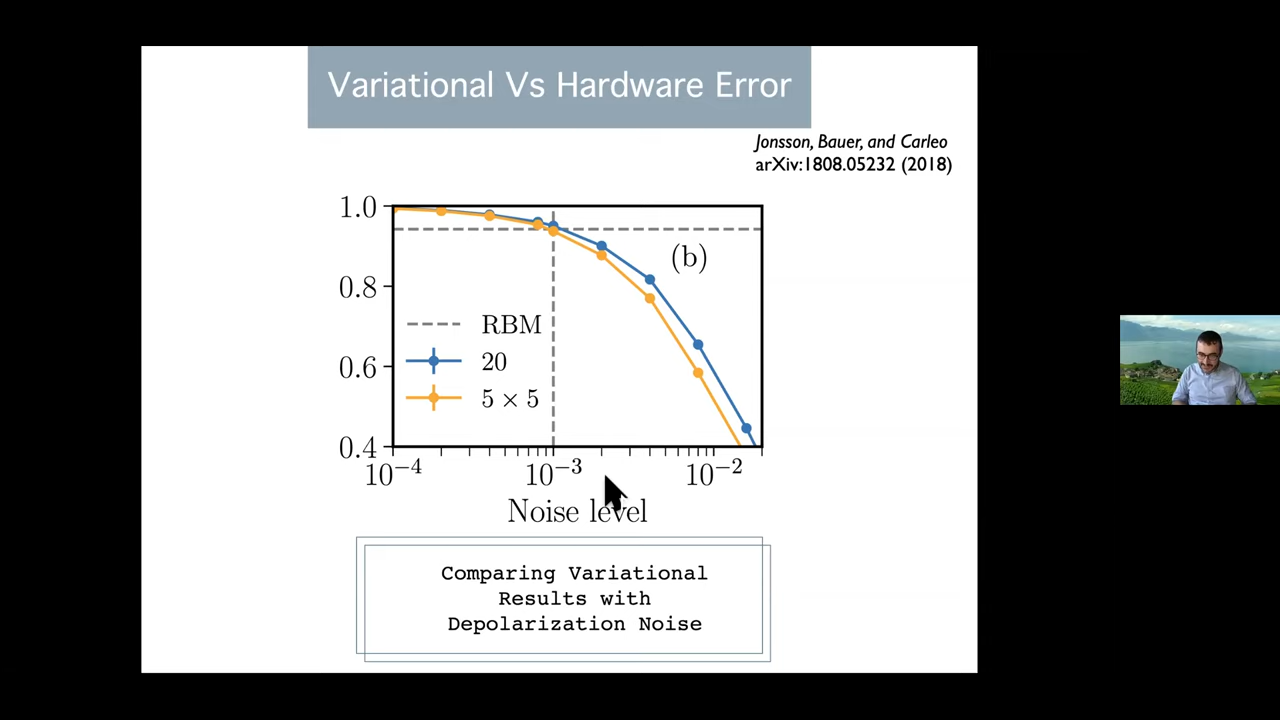 Variational Vs Hardware Error
Jonsson, Bauer, and Carleo
arXiv:1808.05232 (2018)
1.0
0.8
0.6
0.4
(b)
RBM
20
5 × 5
10⁻⁴ 10⁻³ 10⁻²
Noise level
Comparing Variational
Results with
Depolarization Noise